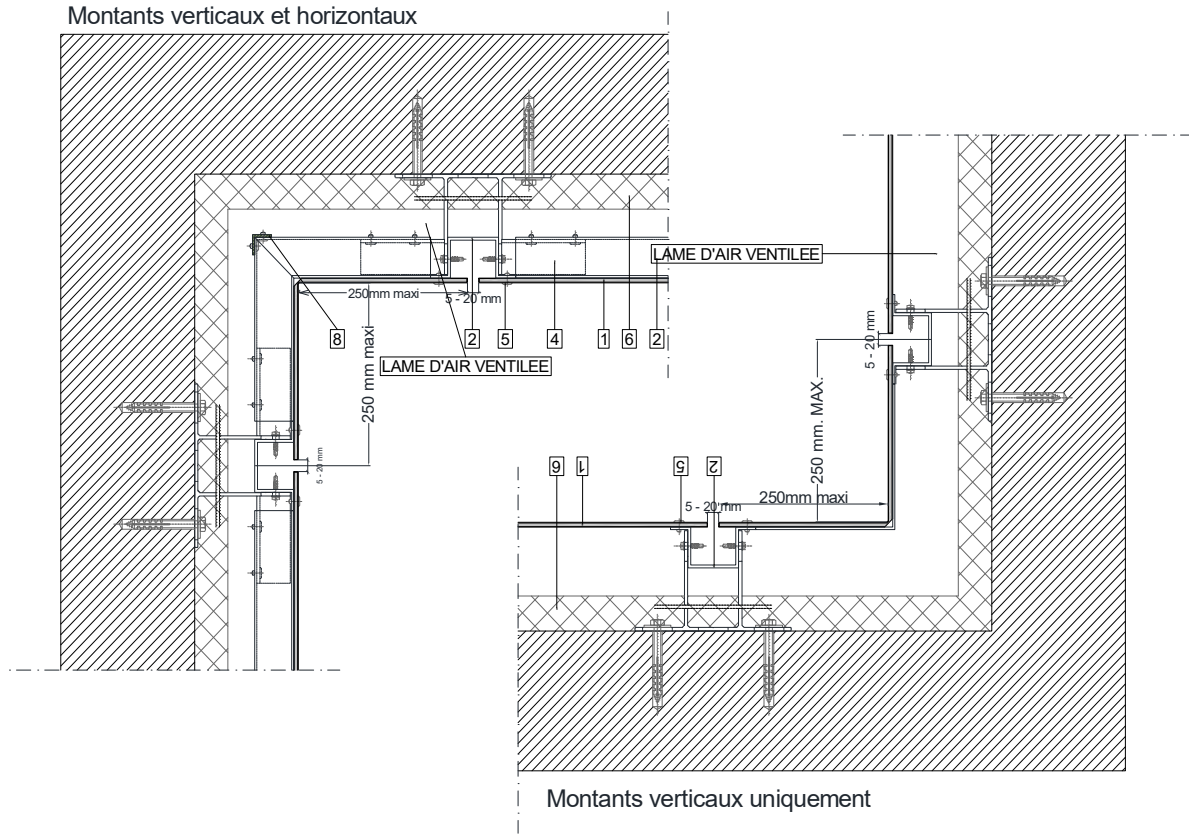 Montants verticaux et horizontaux
LAME D'AIR VENTILEE
250mm maxi
5 - 20 mm
8
2
5
4
1
6
2
LAME D'AIR VENTILEE
250 mm maxi
5 - 20 mm
5 - 20 mm
250 mm. MAX.
6
1
5
2
250mm maxi
5 - 20 mm
Montants verticaux uniquement